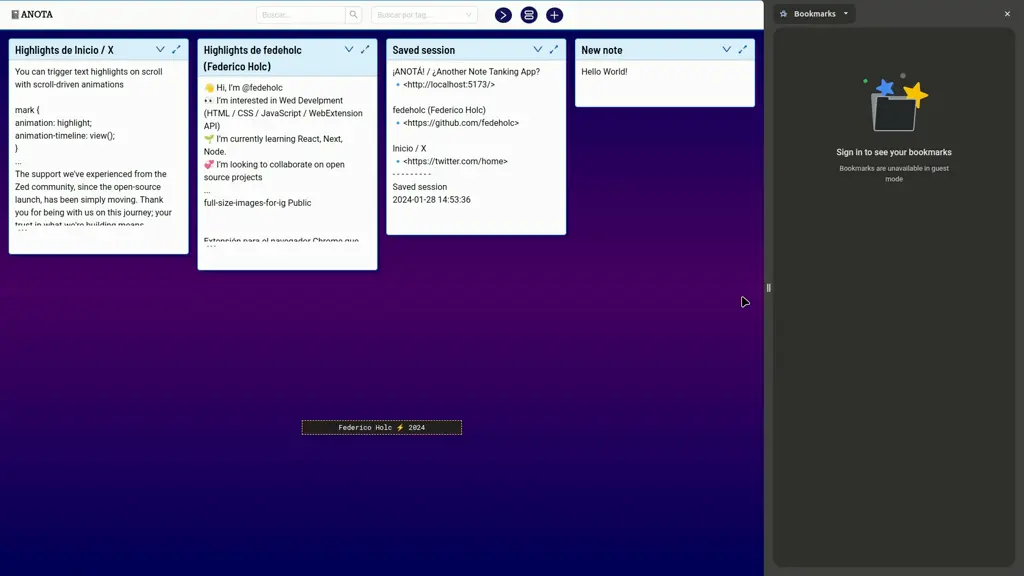 ANOTA
Buscar...
Buscar por tag...
Bookmarks
Highlights de Inicio / X
You can trigger text highlights on scroll
with scroll-driven animations
mark {
animation: highlight;
animation-timeline: view();
}
...
The support we've experienced from the
Zed community, since the open-source
launch, has been simply moving. Thank
you for being with us on this journey; your
trust in what we're building means
...
Highlights de fedeholc
(Federico Holc)
👋 Hi, I'm @fedeholc
👀 I'm interested in Wed Develpment
(HTML / CSS / JavaScript / WebExtension
API)
🌱 I'm currently learning React, Next,
Node.
💞️ I'm looking to collaborate on open
source projects
...
full-size-images-for-ig Public
Extensión para el navegador Chrome que
...
Saved session
¡ANOTÁ! / ¿Another Note Tanking App?
🔹 <http://localhost:5173/>
fedeholc (Federico Holc)
🔹 <https://github.com/fedeholc>
Inicio / X
🔹 <https://twitter.com/home>
- - - - - - - - -
Saved session
2024-01-28 14:53:36
New note
Hello World!
Sign in to see your bookmarks
Bookmarks are unavailable in guest
mode
Federico Holc ⚡ 2024